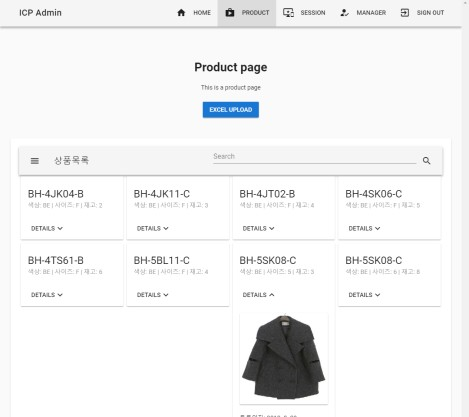 ICP Admin
HOME
PRODUCT
SESSION
MANAGER
SIGN OUT
Product page
This is a product page
EXCEL UPLOAD
상품목록
Search
BH-4JK04-B
색상: BE | 사이즈: F | 재고: 2
DETAILS
BH-4JK11-C
색상: BE | 사이즈: F | 재고: 3
DETAILS
BH-4JT02-B
색상: BE | 사이즈: F | 재고: 4
DETAILS
BH-4SK06-C
색상: BE | 사이즈: F | 재고: 5
DETAILS
BH-4TS61-B
색상: BE | 사이즈: F | 재고: 6
DETAILS
BH-5BL11-C
색상: BE | 사이즈: F | 재고: 4
DETAILS
BH-5SK08-C
색상: BE | 사이즈: S | 재고: 3
DETAILS
BH-5SK08-C
색상: BE | 사이즈: 6 | 재고: 8
DETAILS